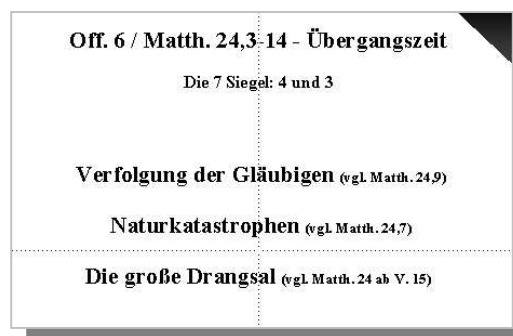 Off. 6 / Matth. 24,3-14 - Übergangszeit
Die 7 Siegel: 4 und 3
Verfolgung der Gläubigen (vgl. Matth. 24,9)
Naturkatastrophen (vgl. Matth. 24,7)
Die große Drangsal (vgl. Matth. 24 ab V. 15)